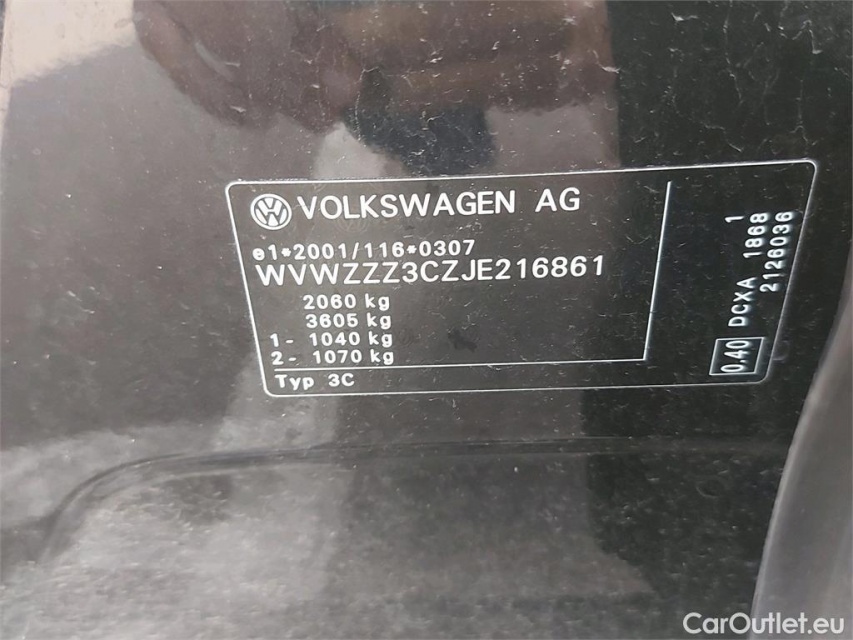 VOLKSWAGEN AG
e1*2001/116*0307
WVWZZZ3CZJE216861
2060 kg
3605 kg
1- 1040 kg
2- 1070 kg
Typ 3C
0.40 DCXA 1868 1
2126036
CarOutlet.eu